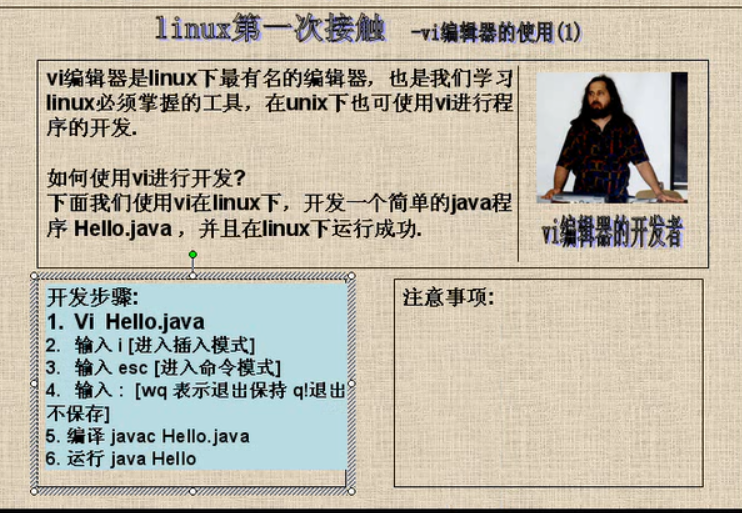 linux第一次接触 -vi编辑器的使用(1)
vi编辑器是linux下最有名的编辑器，也是我们学习
linux必须掌握的工具，在unix下也可使用vi进行程
序的开发.
如何使用vi进行开发?
下面我们使用vi在linux下，开发一个简单的java程
序 Hello.java ，并且在linux下运行成功.
vi编辑器的开发者
开发步骤:
1. Vi Hello.java
2. 输入 i [进入插入模式]
3. 输入 esc [进入命令模式]
4. 输入 : [wq 表示退出保持 q!退出
不保存]
5. 编译 javac Hello.java
6. 运行 java Hello
注意事项: